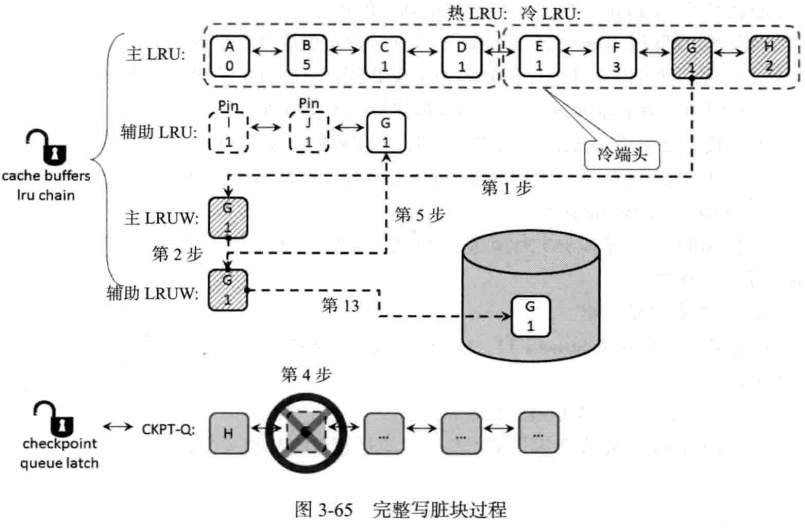 热 LRU: 冷 LRU:
主 LRU: A 0 B 5 C 1 D 1 E 1 F 3 G 1 H 2
Pin Pin
辅助 LRU: I 1 J 1 G 1
冷端头
cache buffers
lru chain
第 1 步
主 LRUW: G 1
第 5 步
第 2 步
辅助 LRUW: G 1
第 13
G 1
第 4 步
checkpoint
queue latch
CKPT-Q: H ... ... ...
图 3-65 完整写脏块过程